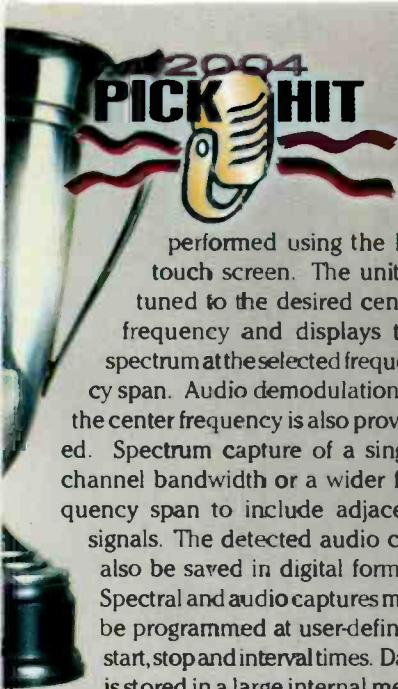 2004
PICK HIT
performed using the
touch screen. The unit
tuned to the desired cen
frequency and displays t
spectrum at the selected freque
cy span. Audio demodulation
the center frequency is also provi
ed. Spectrum capture of a sing
channel bandwidth or a wider f
quency span to include adjace
signals. The detected audio c
also be saved in digital form
Spectral and audio captures m
be programmed at user-defin
start, stop and interval times. Da
is stored in a large internal me